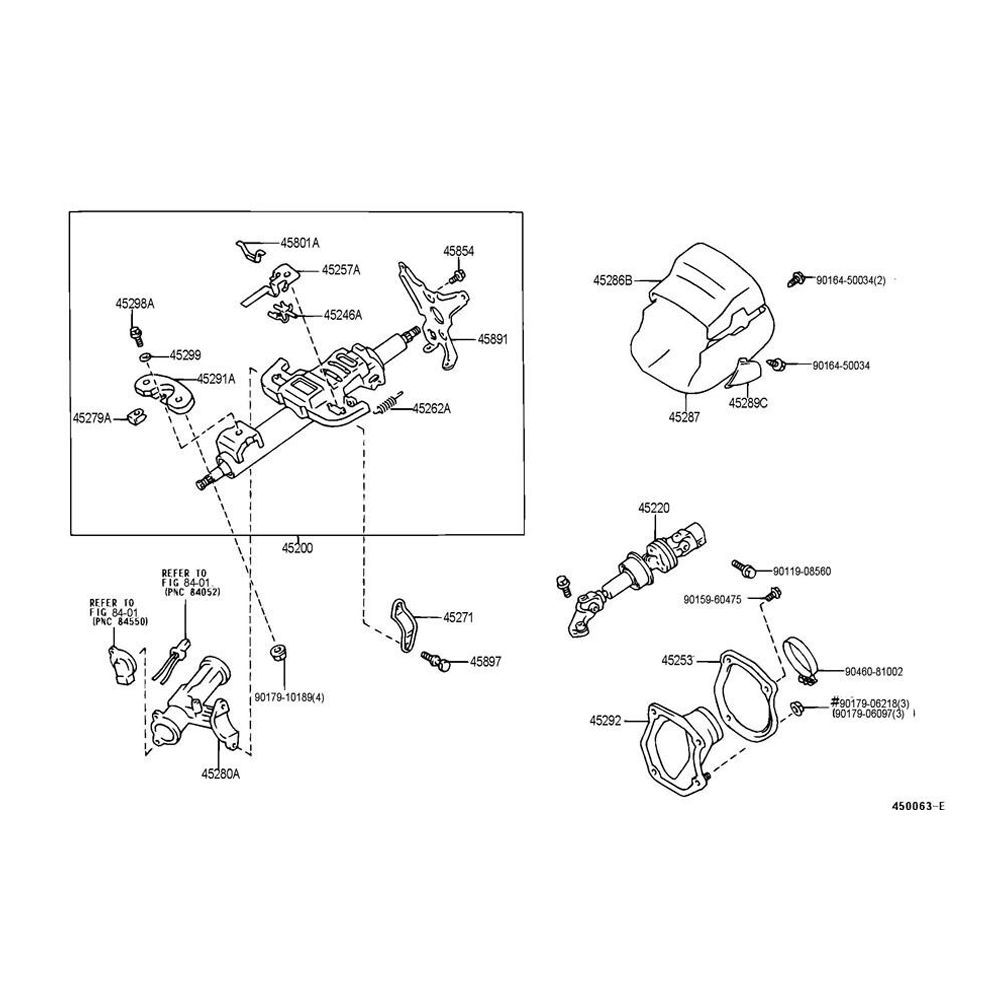 45801A
45257A
45854
45298A
45246A
45299
45891
45291A
45279A
45262A
45200
45286B
90164-50034(2)
90164-50034
45289C
45287
45220
90119-08560
90159-60475
REFER TO
FIG 84-01
(PNC 84052)
REFER TO
FIG 84-01
(PNC 84550)
45271
45897
90179-10189(4)
45280A
45253
90460-81002
45292
#90179-06218(3)
(90179-06097(3) )
450063-E